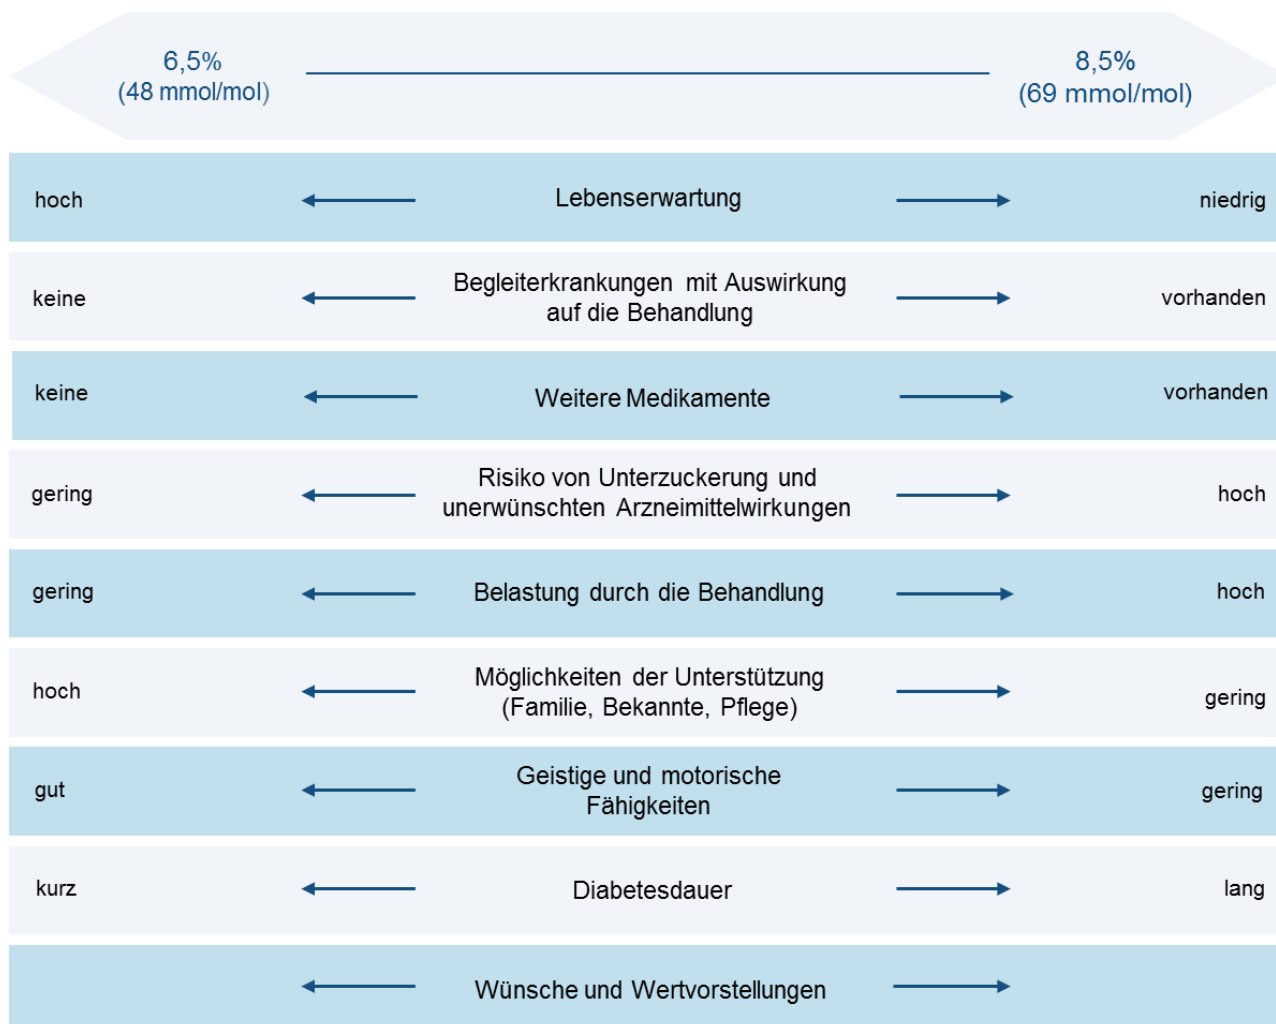 6,5%
(48 mmol/mol)
8,5%
(69 mmol/mol)
hoch
Lebenserwartung
niedrig
keine
Begleiterkrankungen mit Auswirkung
auf die Behandlung
vorhanden
keine
Weitere Medikamente
vorhanden
gering
Risiko von Unterzuckerung und
unerwünschten Arzneimittelwirkungen
hoch
gering
Belastung durch die Behandlung
hoch
hoch
Möglichkeiten der Unterstützung
(Familie, Bekannte, Pflege)
gering
gut
Geistige und motorische
Fähigkeiten
gering
kurz
Diabetesdauer
lang
Wünsche und Wertvorstellungen